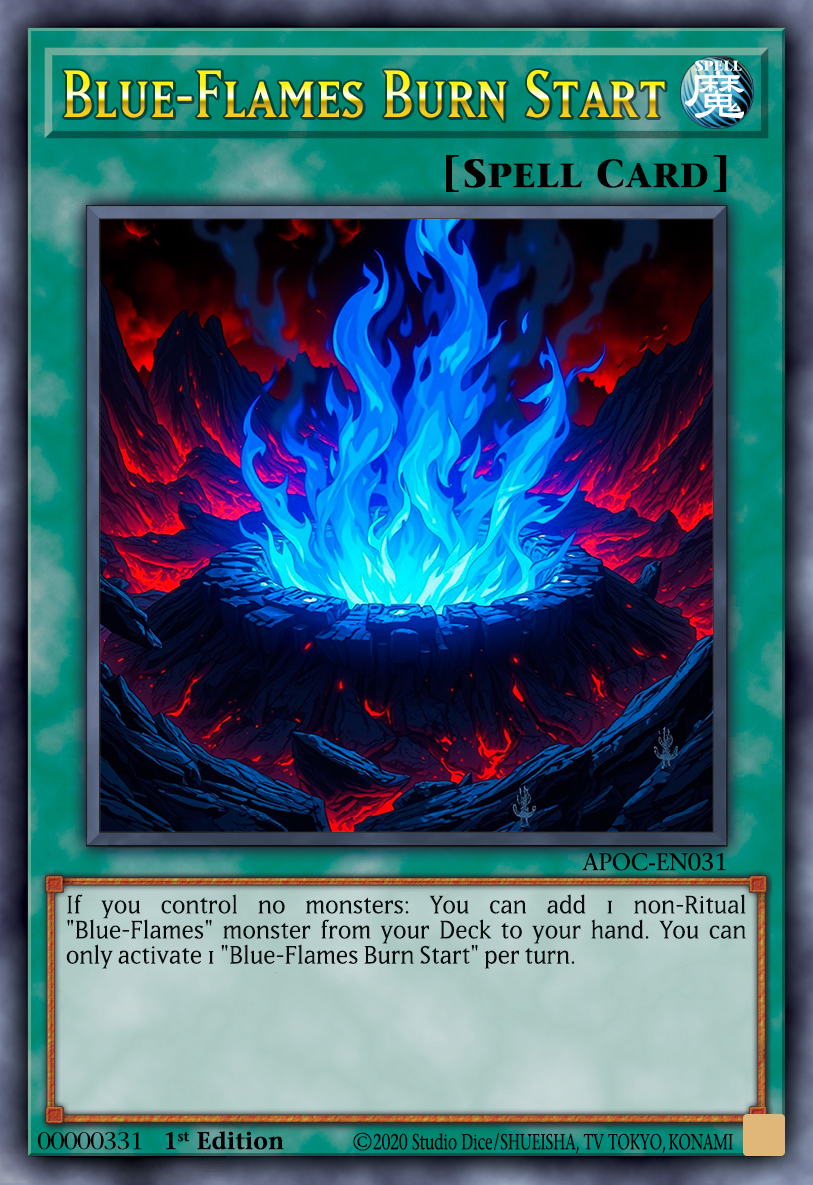 BLUE-FLAMES BURN START
SPELL
魔
[SPELL CARD]
APOC-EN031
If you control no monsters: You can add 1 non-Ritual
"Blue-Flames" monster from your Deck to your hand. You can
only activate 1 "Blue-Flames Burn Start" per turn.
00000331 1st Edition ©2020 Studio Dice/SHUEISHA, TV TOKYO, KONAMI